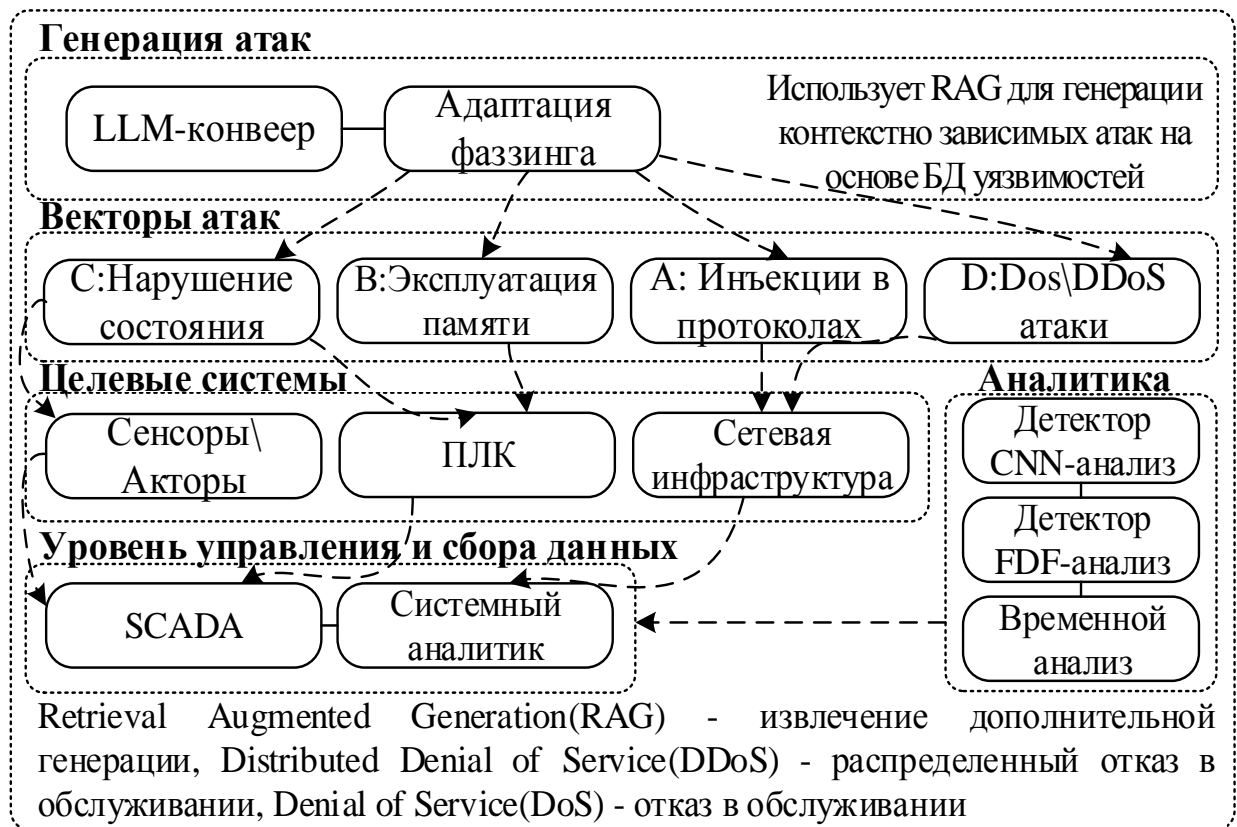 Генерация атак
LLM-конвеер
Адаптация
фаззинга
Использует RAG для генерации
контекстно зависимых атак на
основе БД уязвимостей
Векторы атак
C:Нарушение
состояния
B:Эксплуатация
памяти
A: Инъекции в
протоколах
D:Dos\DDoS
атаки
Целевые системы
Сенсоры\
Акторы
ПЛК
Сетевая
инфраструктура
Аналитика
Детектор
CNN-анализ
Детектор
FDF-анализ
Временной
анализ
Уровень управления и сбора данных
SCADA
Системный
аналитик
Retrieval Augmented Generation(RAG) - извлечение дополнительной
генерации, Distributed Denial of Service(DDoS) - распределенный отказ в
обслуживании, Denial of Service(DoS) - отказ в обслуживании